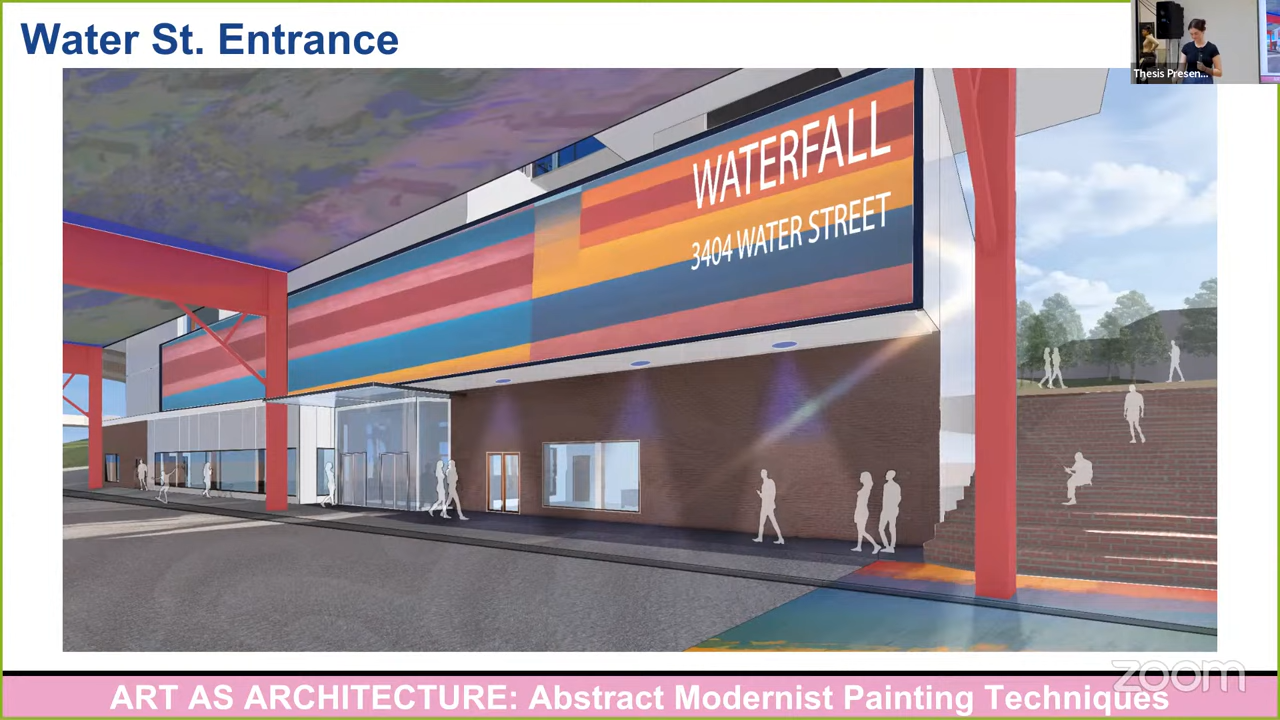 Water St. Entrance
Thesis Presen...
WATERFALL
3404 WATER STREET
zoom
ART AS ARCHITECTURE: Abstract Modernist Painting Techniques